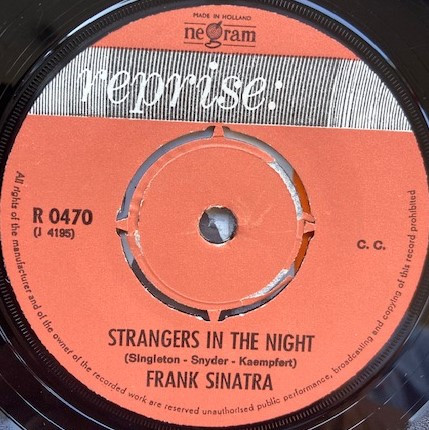 MADE IN HOLLAND
negram
reprise:
R 0470
(J 4195)
C. C.
STRANGERS IN THE NIGHT
(Singleton - Snyder - Kaempfert)
FRANK SINATRA
All rights of the manufacturer and of the owner of the recorded work are reserved unauthorised public performance, broadcasting and copying of this record prohibited